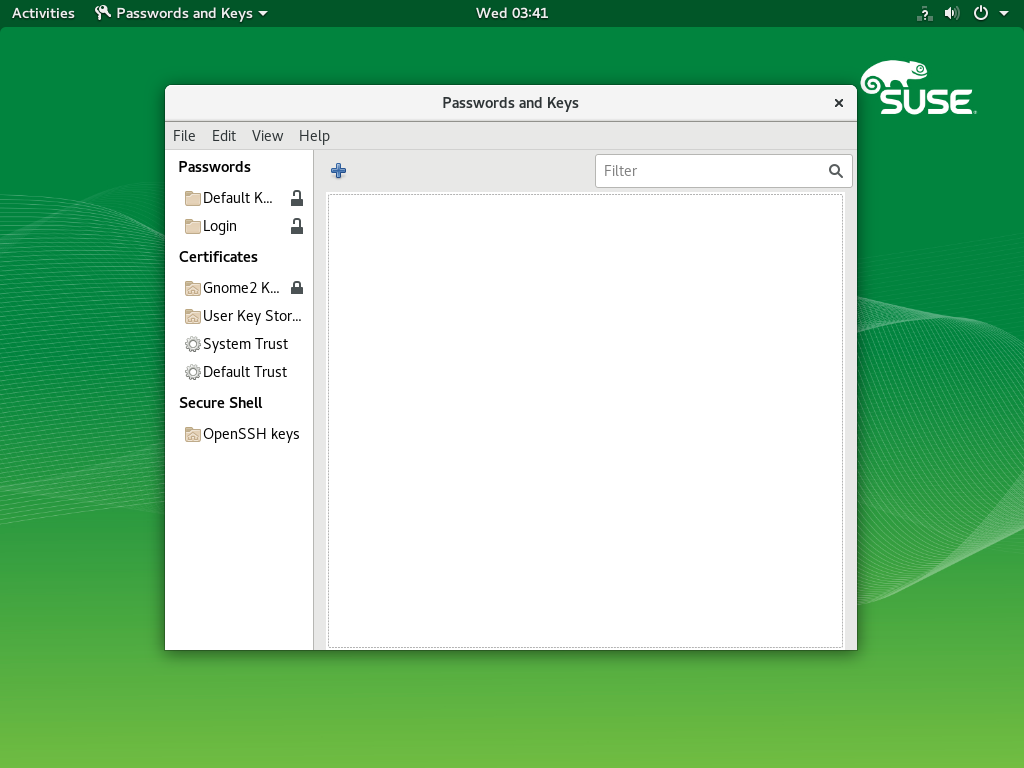 Activities Passwords and Keys Wed 03:41
SUSE
Passwords and Keys
File Edit View Help
Passwords
Filter
Default K...
Login
Certificates
Gnome2 K...
User Key Stor...
System Trust
Default Trust
Secure Shell
OpenSSH keys